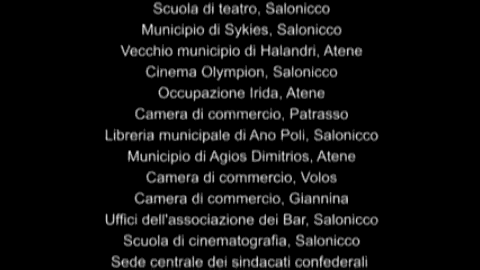 Scuola di teatro, Salonicco
Municipio di Sykies, Salonicco
Vecchio municipio di Halandri, Atene
Cinema Olympion, Salonicco
Occupazione Irida, Atene
Camera di commercio, Patrasso
Libreria municipale di Ano Poli, Salonicco
Municipio di Agios Dimitrios, Atene
Camera di commercio, Volos
Camera di commercio, Giannina
Uffici dell'associazione dei Bar, Salonicco
Scuola di cinematografia, Salonicco
Sede centrale dei sindacati confederali